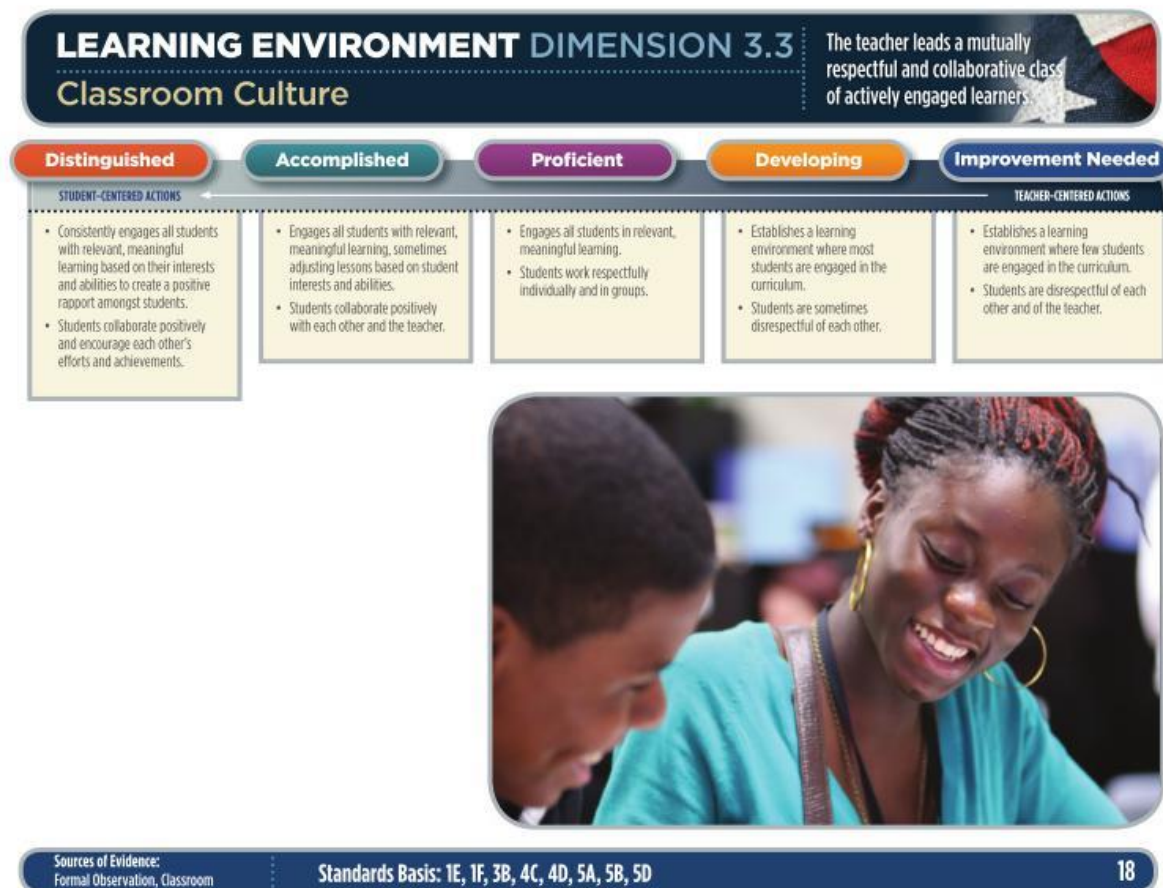 LEARNING ENVIRONMENT DIMENSION 3.3
Classroom Culture
The teacher leads a mutually
respectful and collaborative class
of actively engaged learners.
Distinguished
Accomplished
Proficient
Developing
Improvement Needed
STUDENT-CENTERED ACTIONS
TEACHER-CENTERED ACTIONS
• Consistently engages all students
with relevant, meaningful
learning based on their interests
and abilities to create a positive
rapport amongst students.
• Students collaborate positively
and encourage each other's
efforts and achievements.
• Engages all students with relevant,
meaningful learning, sometimes
adjusting lessons based on student
interests and abilities.
• Students collaborate positively
with each other and the teacher.
• Engages all students in relevant,
meaningful learning.
• Students work respectfully
individually and in groups.
• Establishes a learning
environment where most
students are engaged in the
curriculum.
• Students are sometimes
disrespectful of each other.
• Establishes a learning
environment where few students
are engaged in the curriculum.
• Students are disrespectful of each
other and of the teacher.
Sources of Evidence:
Formal Observation, Classroom
Standards Basis: 1E, 1F, 3B, 4C, 4D, 5A, 5B, 5D
18